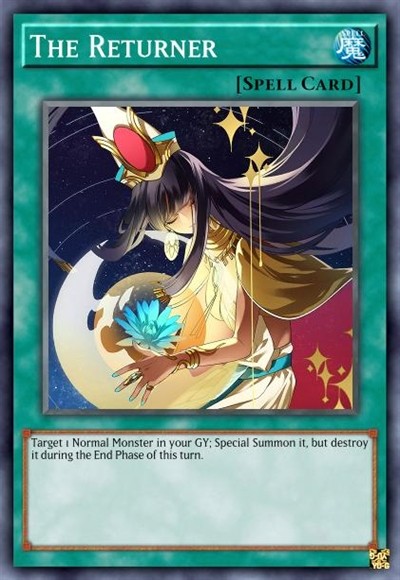 The Returner
魔
[Spell Card]
Target 1 Normal Monster in your GY; Special Summon it, but destroy
it during the End Phase of this turn.